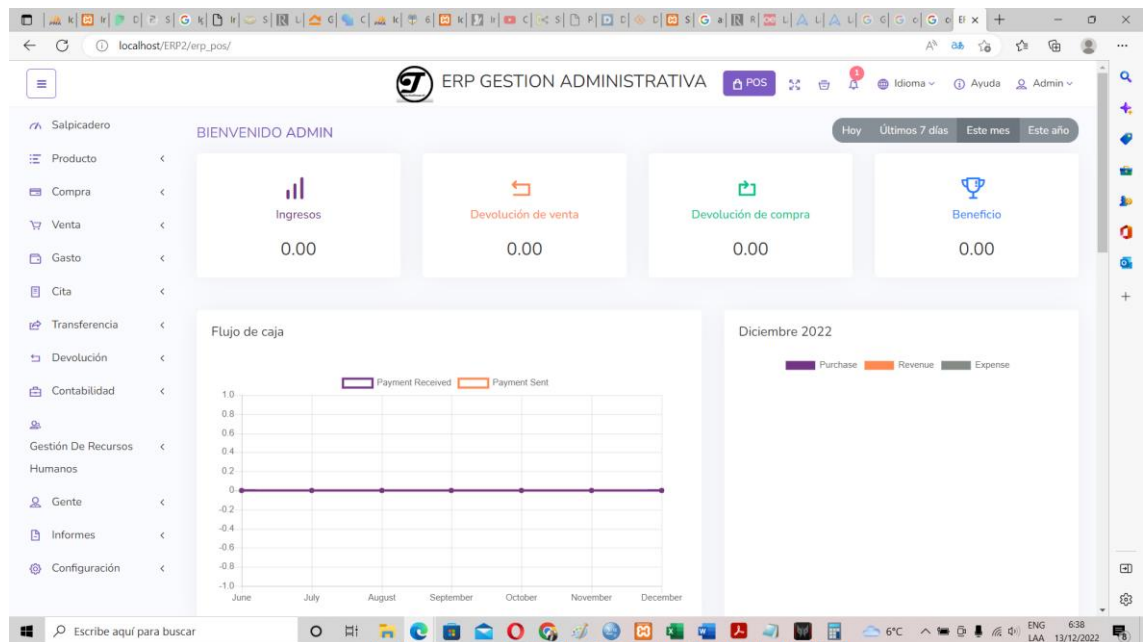 localhost/ERP2/erp_pos/
ERP GESTION ADMINISTRATIVA
POS
1
Idioma
Ayuda
Admin
Salpicadero
Producto
Compra
Venta
Gasto
Cita
Transferencia
Devolución
Contabilidad
Gestión De Recursos
Humanos
Gente
Informes
Configuración
BIENVENIDO ADMIN
Hoy
Últimos 7 días
Este mes
Este año
Ingresos
0.00
Devolución de venta
0.00
Devolución de compra
0.00
Beneficio
0.00
Flujo de caja
Payment Received
Payment Sent
1.0
0.8
0.6
0.4
0.2
0
-0.2
-0.4
-0.6
-0.8
-1.0
June
July
August
September
October
November
December
Diciembre 2022
Purchase
Revenue
Expense
Escribe aquí para buscar
6°C
ENG
LAA
6:38
13/12/2022